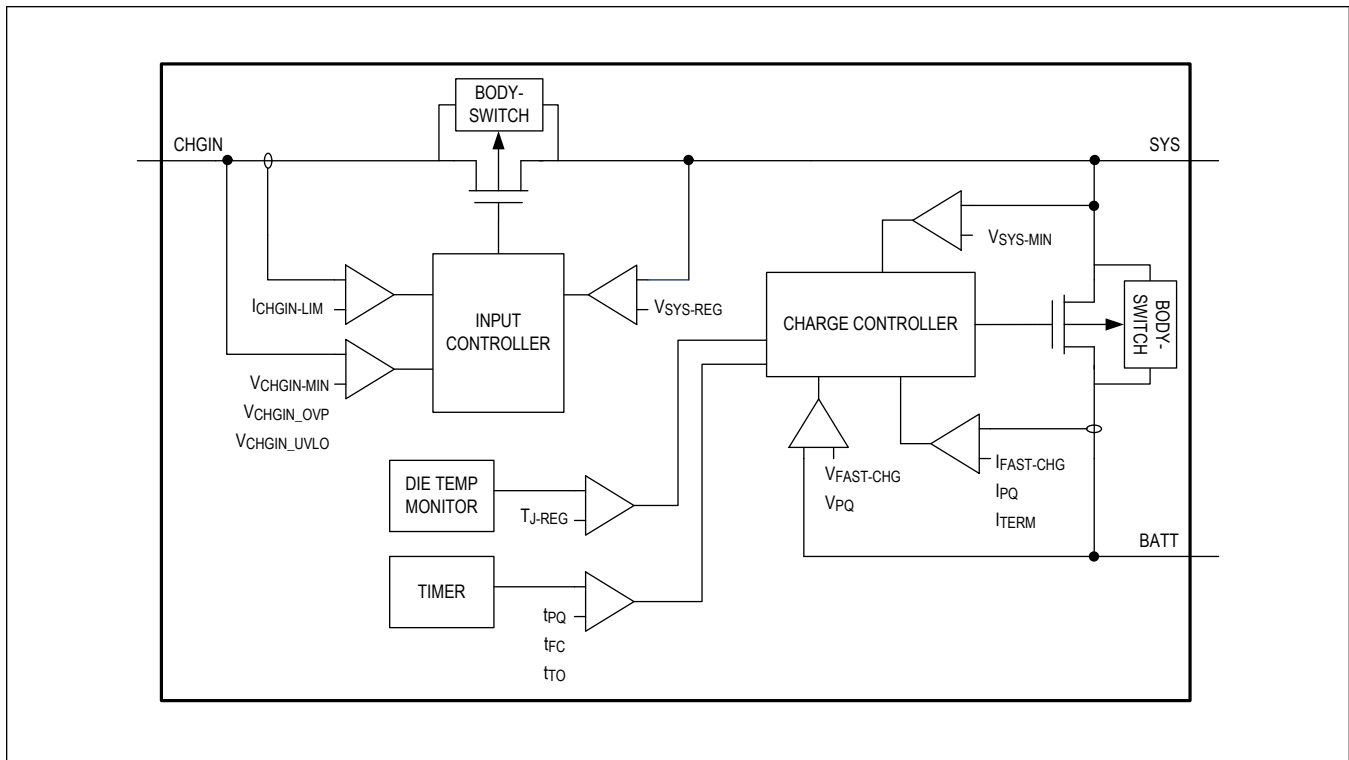 BODY-
SWITCH
CHGIN
SYS
VSYS-MIN
ICHGIN-LIM
INPUT
CONTROLLER
VSYS-REG
CHARGE CONTROLLER
BODY-
SWITCH
VCHGIN-MIN
VCHGIN_OVP
VCHGIN_UVLO
DIE TEMP
MONITOR
TJ-REG
VFAST-CHG
VPQ
IFAST-CHG
IPQ
ITERM
BATT
TIMER
tPQ
tFC
tTO